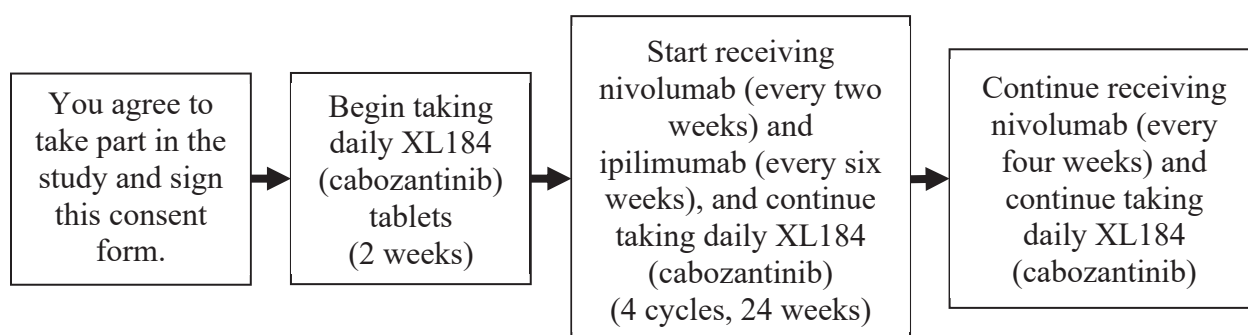 You agree to
take part in the
study and sign
this consent
form.
Begin taking
daily XL184
(cabozantinib)
tablets
(2 weeks)
Start receiving
nivolumab (every two
weeks) and
ipilimumab (every six
weeks), and continue
taking daily XL184
(cabozantinib)
(4 cycles, 24 weeks)
Continue receiving
nivolumab (every
four weeks) and
continue taking
daily XL184
(cabozantinib)